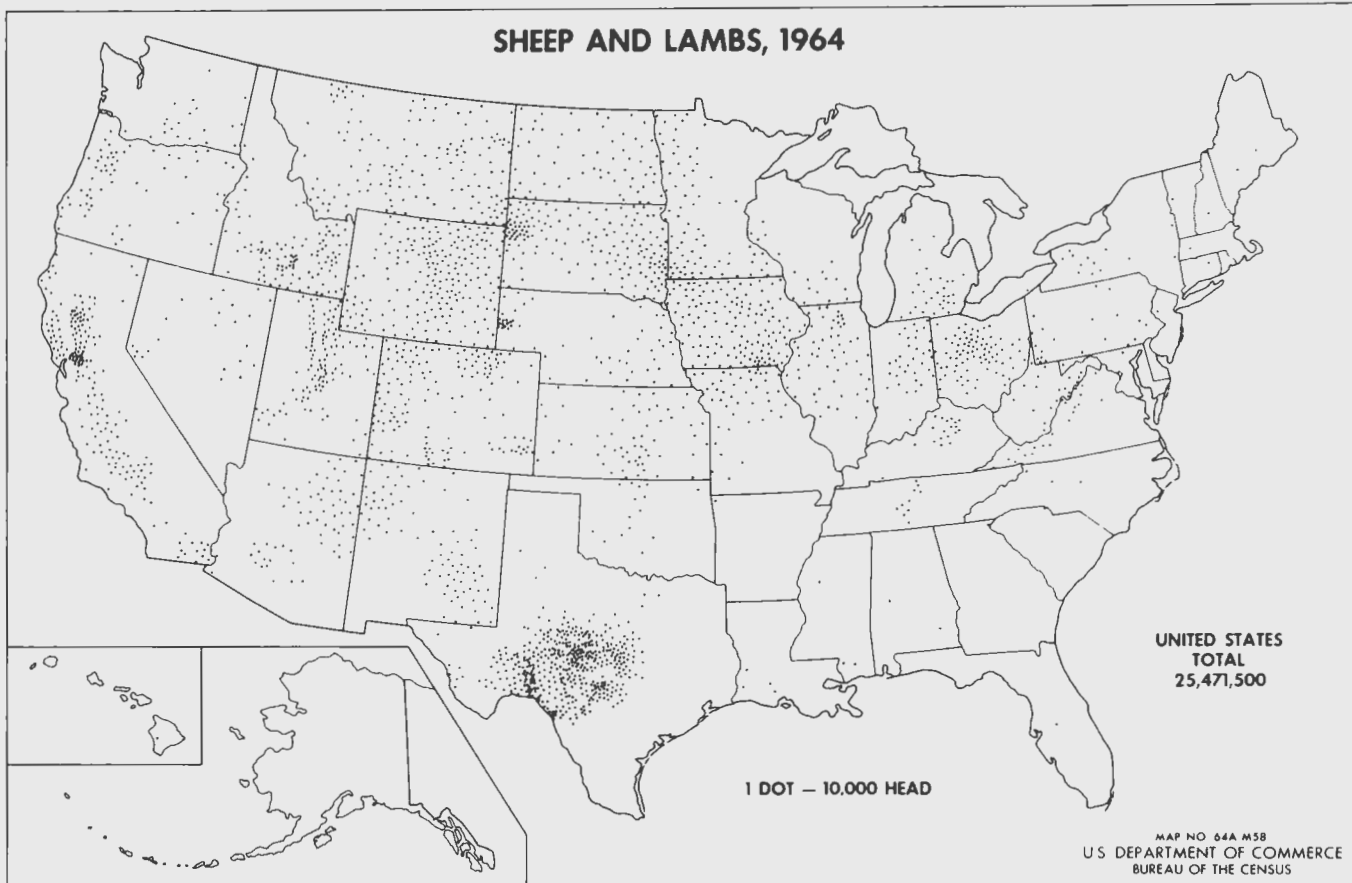 SHEEP AND LAMBS, 1964
UNITED STATES
TOTAL
25,471,500
1 DOT — 10,000 HEAD
MAP NO 64A M58
U S DEPARTMENT OF COMMERCE
BUREAU OF THE CENSUS